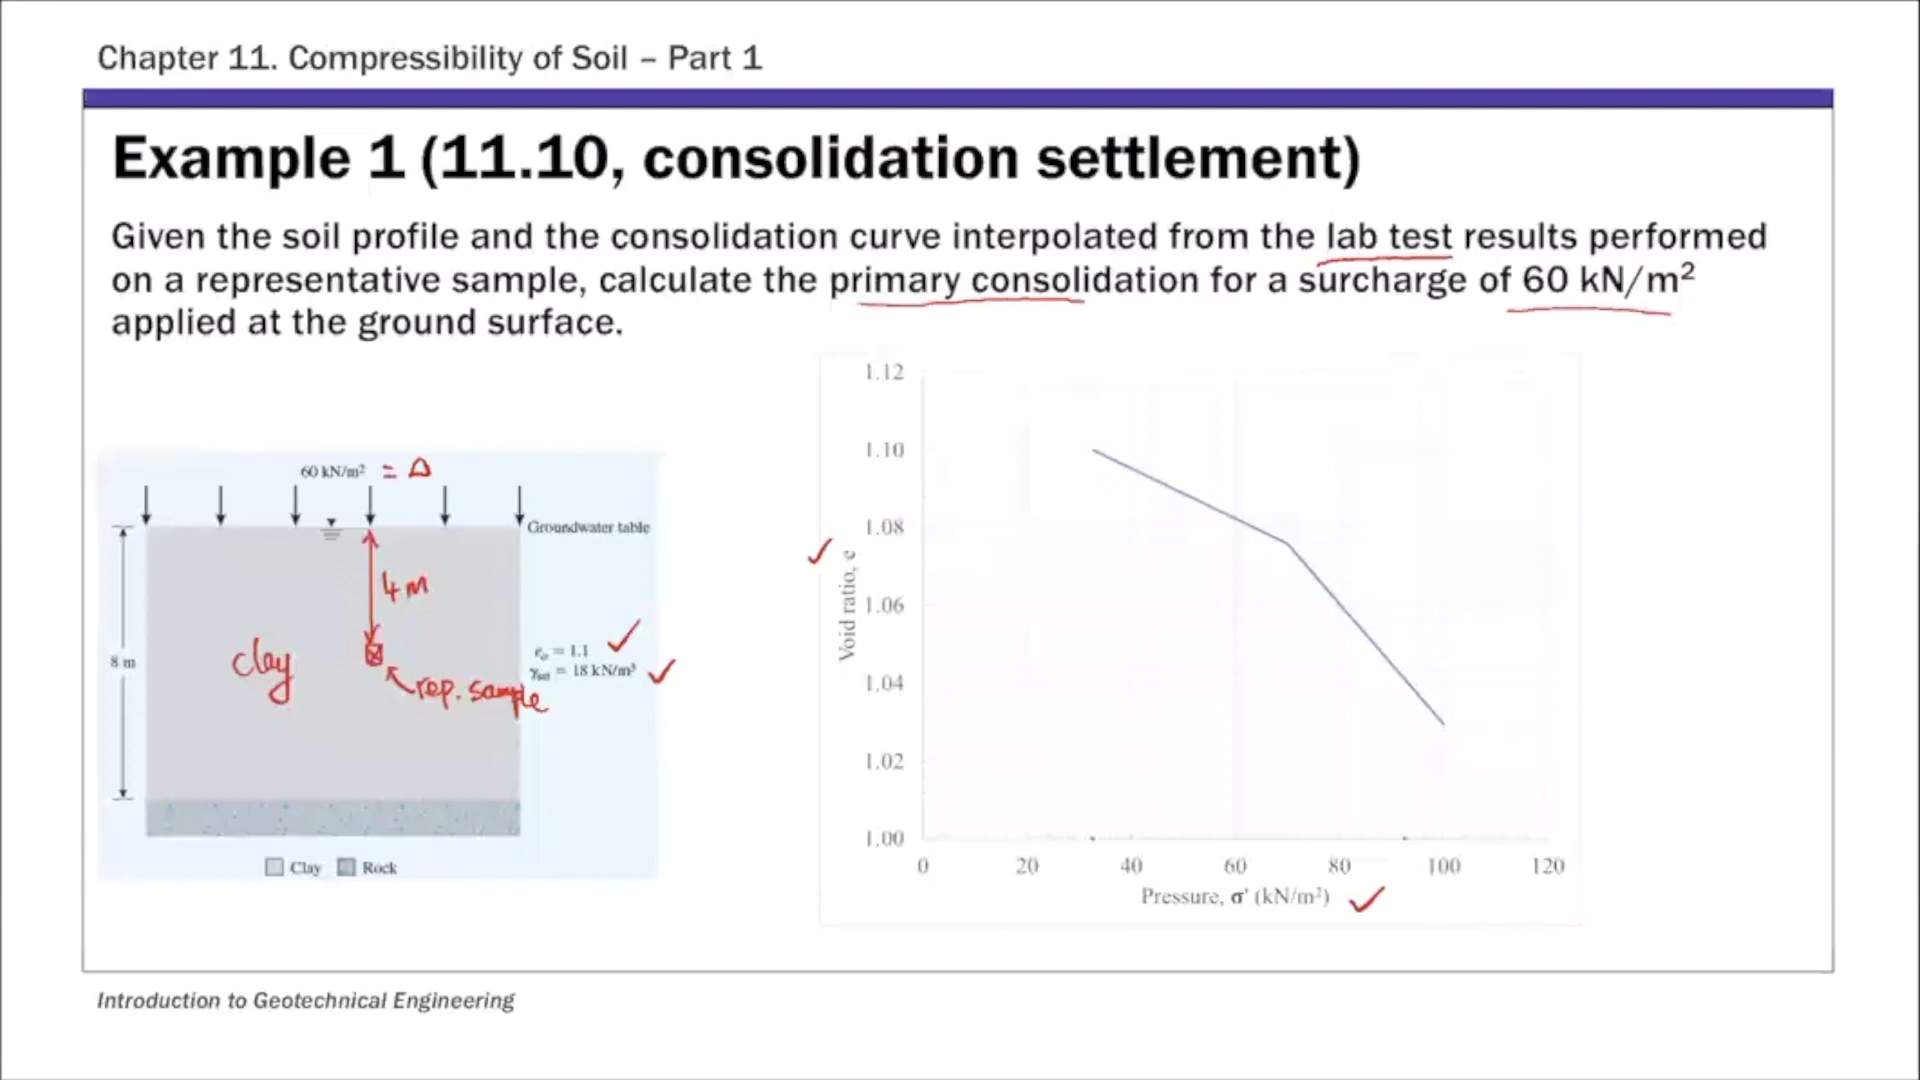 Chapter 11. Compressibility of Soil – Part 1
Example 1 (11.10, consolidation settlement)
Given the soil profile and the consolidation curve interpolated from the lab test results performed
on a representative sample, calculate the primary consolidation for a surcharge of 60 kN/m²
applied at the ground surface.
60 kN/m² = Δ
Groundwater table
4 m
8 m
clay
eₒ = 1.1
γsat = 18 kN/m³
rep. sample
Clay
Rock
1.12
1.10
1.08
1.06
1.04
1.02
1.00
Void ratio, e
0 20 40 60 80 100 120
Pressure, σ' (kN/m²)
Introduction to Geotechnical Engineering